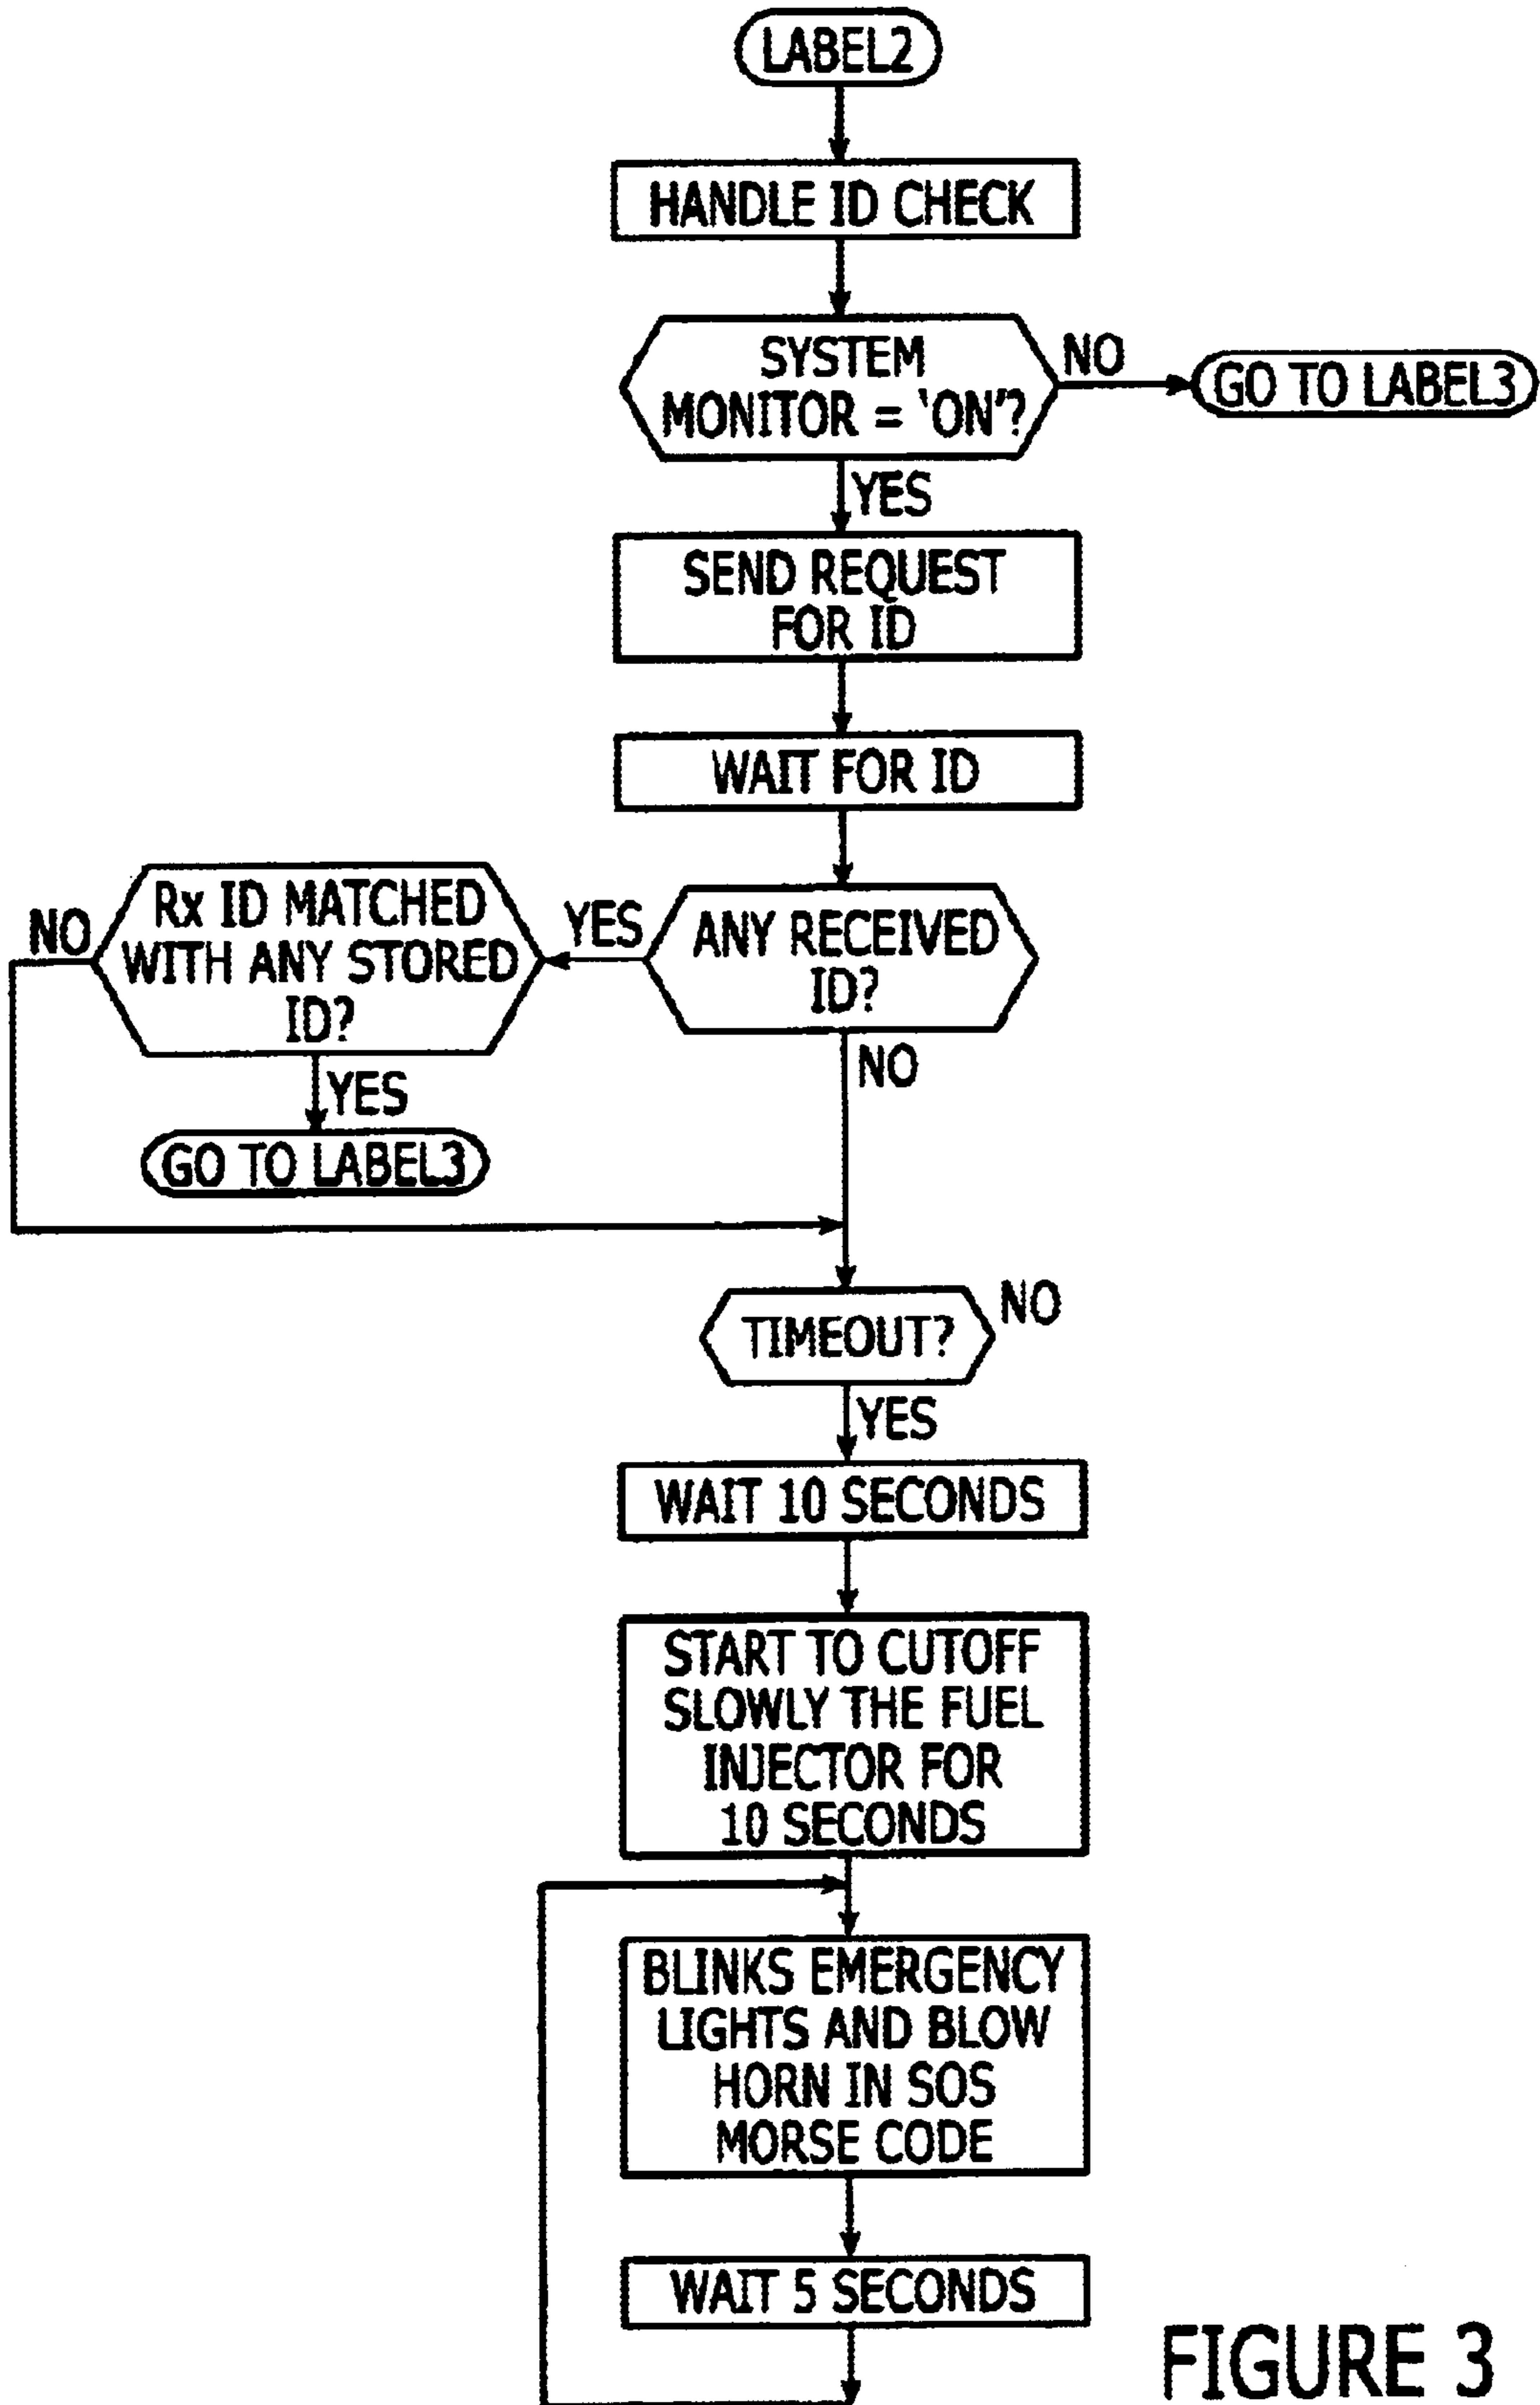 LABEL2
HANDLE ID CHECK
SYSTEM
MONITOR = 'ON'?
NO
GO TO LABEL3
YES
SEND REQUEST
FOR ID
WAIT FOR ID
ANY RECEIVED
ID?
YES
Rx ID MATCHED
WITH ANY STORED
ID?
NO
YES
GO TO LABEL3
NO
TIMEOUT?
NO
YES
WAIT 10 SECONDS
START TO CUTOFF
SLOWLY THE FUEL
INJECTOR FOR
10 SECONDS
BLINKS EMERGENCY
LIGHTS AND BLOW
HORN IN SOS
MORSE CODE
WAIT 5 SECONDS
FIGURE 3